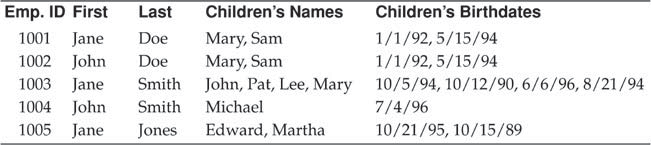 Emp. ID First Last Children's Names Children's Birthdates
1001 Jane Doe Mary, Sam 1/1/92, 5/15/94
1002 John Doe Mary, Sam 1/1/92, 5/15/94
1003 Jane Smith John, Pat, Lee, Mary 10/5/94, 10/12/90, 6/6/96, 8/21/94
1004 John Smith Michael 7/4/96
1005 Jane Jones Edward, Martha 10/21/95, 10/15/89